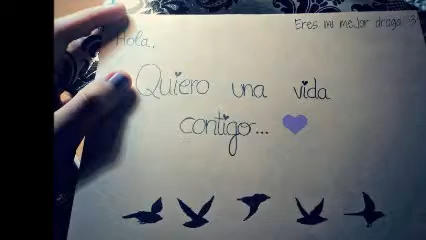 Eres mi mejor droga :3
Hola.
Quiero una vida
contigo...